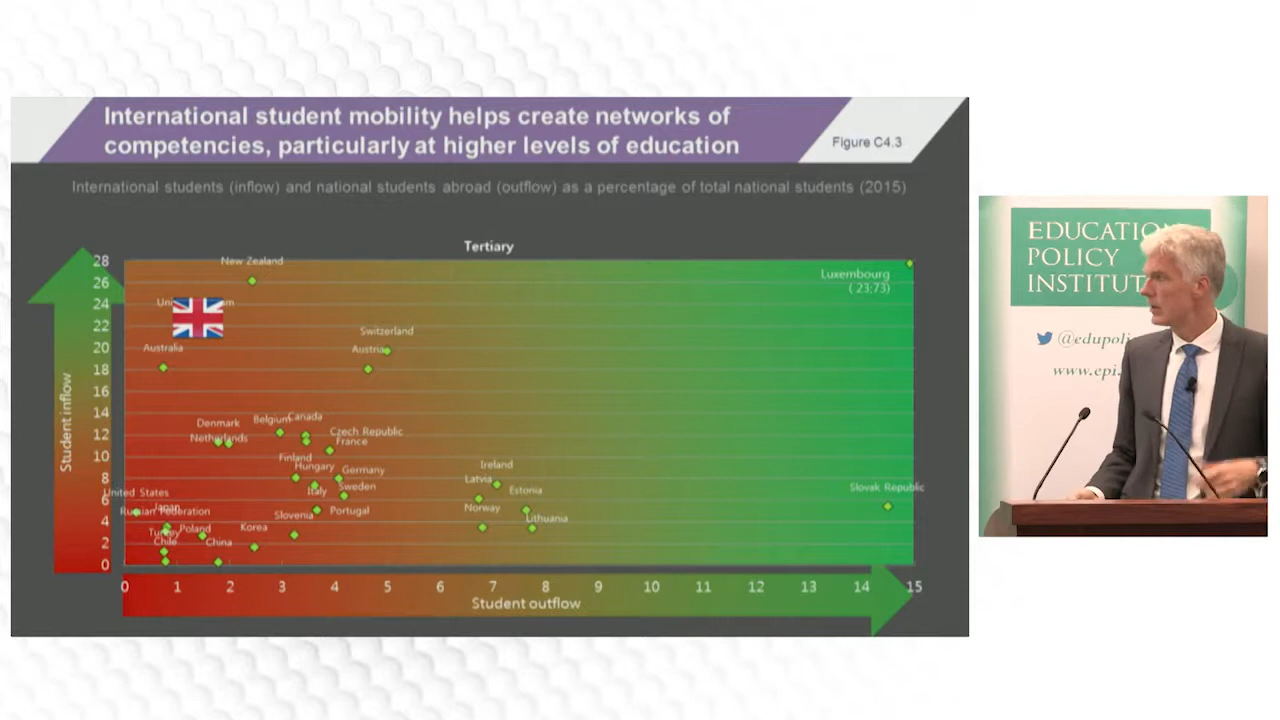 International student mobility helps create networks of
competencies, particularly at higher levels of education
Figure C4.3
International students (inflow) and national students abroad (outflow) as a percentage of total national students (2015)
Tertiary
Student inflow
28
26
24
22
20
18
16
14
12
10
8
6
4
2
0
New Zealand
Luxembourg
( 23;73)
Switzerland
Australia
Austria
Denmark
Belgium
Canada
Netherlands
Czech Republic
France
Finland
Hungary
Germany
Ireland
Latvia
Italy
Sweden
Estonia
Slovak Republic
United States
Japan
Russian Federation
Slovenia
Portugal
Norway
Lithuania
Turkey
Poland
Korea
Chile
China
0 1 2 3 4 5 6 7 8 9 10 11 12 13 14 15
Student outflow
EDUCATIO
POLICY
INSTITUT
@edupoli
www.epi.